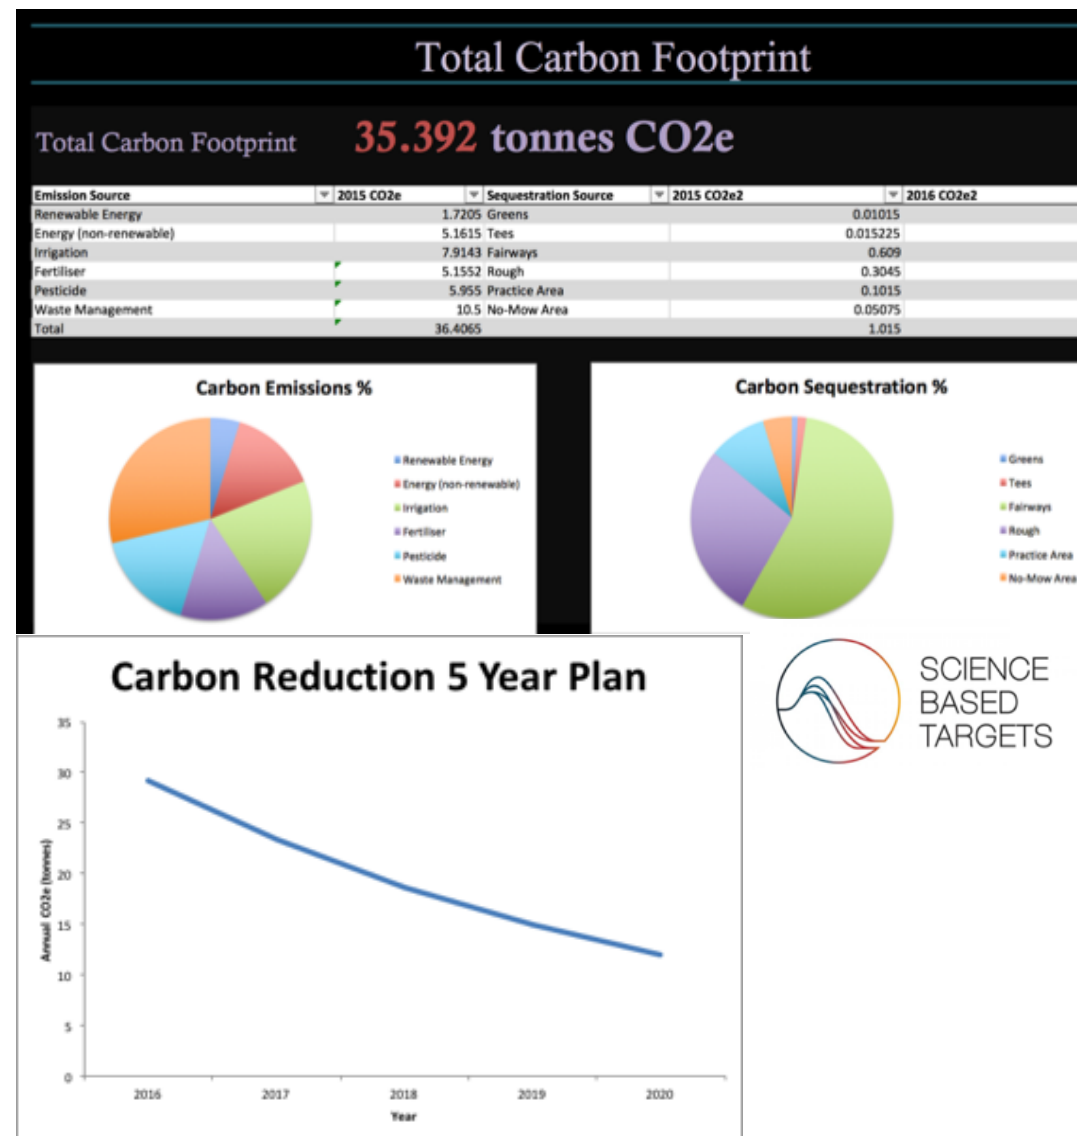 Total Carbon Footprint
Total Carbon Footprint 35.392 tonnes CO2e
Emission Source 2015 CO2e Sequestration Source 2015 CO2e2 2016 CO2e2
Renewable Energy 1.7205 Greens 0.01015
Energy (non-renewable) 5.1615 Tees 0.015225
Irrigation 7.9143 Fairways 0.609
Fertiliser 5.1552 Rough 0.3045
Pesticide 5.955 Practice Area 0.1015
Waste Management 10.5 No-Mow Area 0.05075
Total 36.4065 1.015
Carbon Emissions %
Renewable Energy
Energy (non-renewable)
Irrigation
Fertiliser
Pesticide
Waste Management
Carbon Sequestration %
Greens
Tees
Fairways
Rough
Practice Area
No-Mow Area
Carbon Reduction 5 Year Plan
35
30
25
20
15
10
5
0
Annual CO2e (tonnes)
2016 2017 2018 2019 2020
Year
SCIENCE
BASED
TARGETS